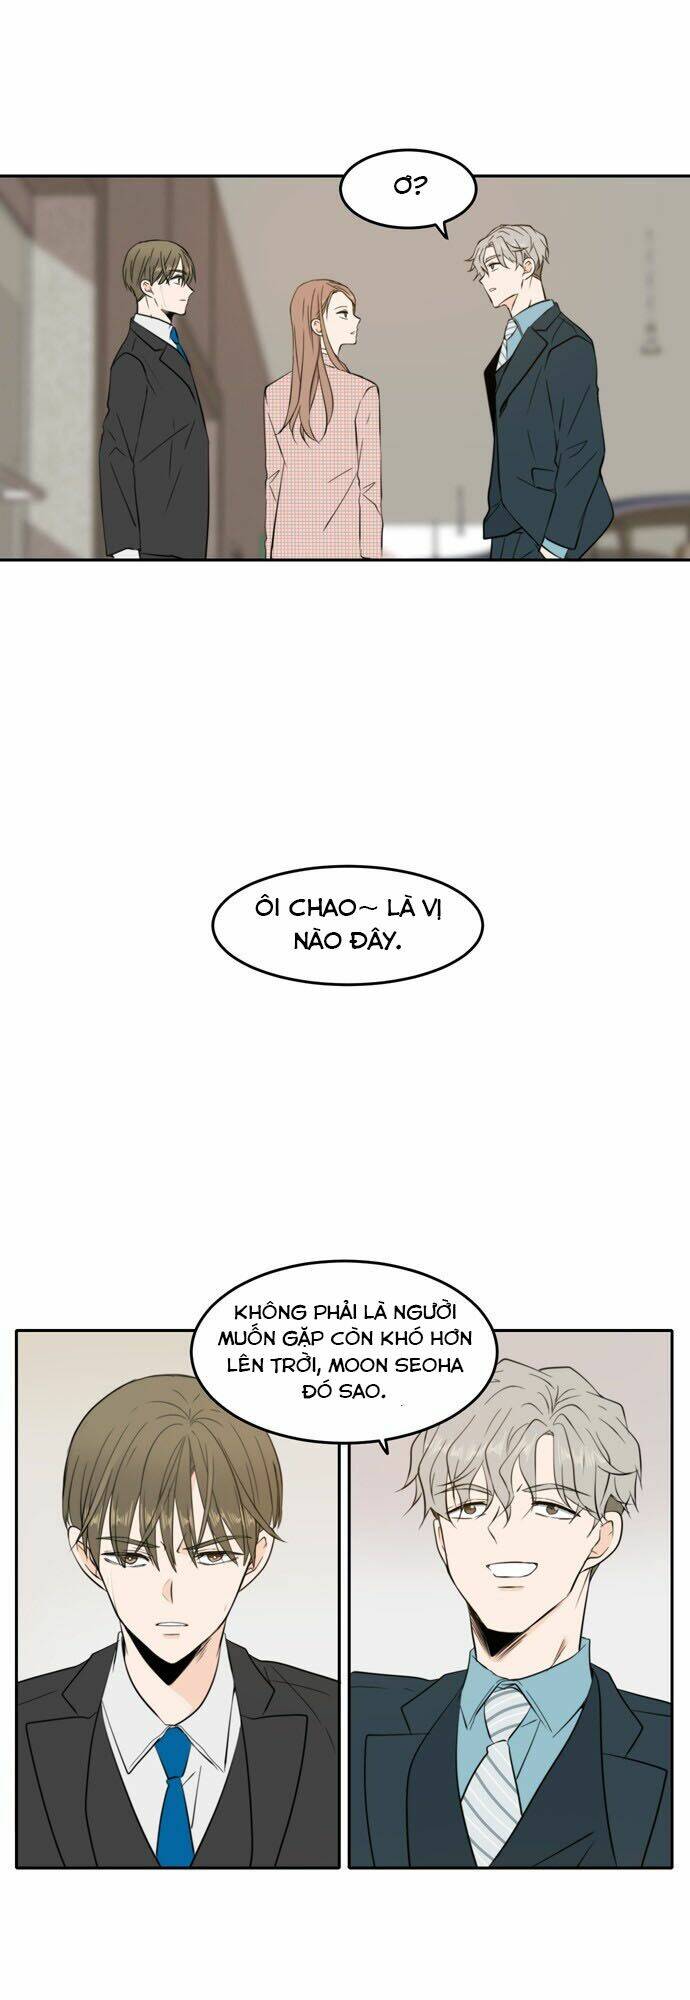 Ơ?
ÔI CHAO~ LÀ VỊ
NÀO ĐÂY.
KHÔNG PHẢI LÀ NGƯỜI
MUỐN GẶP CÒN KHÓ HƠN
LÊN TRỜI, MOON SEOHA
ĐÓ SAO.